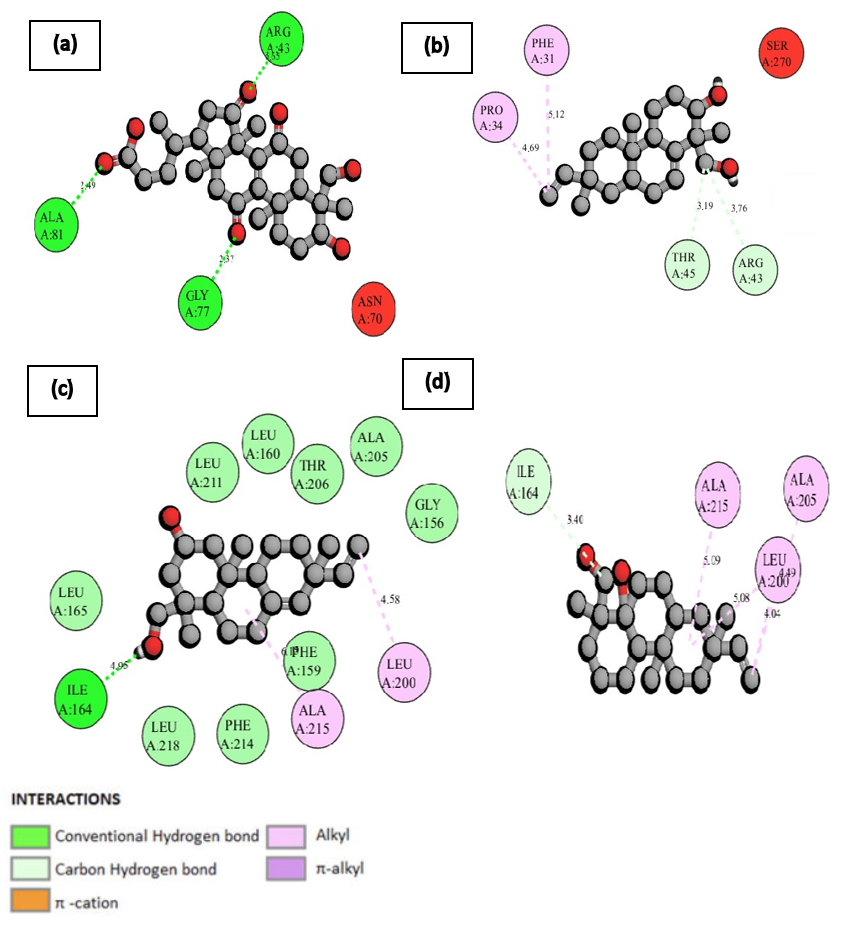 (a)
ARG
A:43
3.55
2.49
ALA
A:81
2.37
GLY
A:77
ASN
A:70
(b)
PHE
A;31
SER
A;270
PRO
A;34
5,12
4,69
3,19
3,76
THR
A;45
ARG
A;43
(c)
LEU
A:211
LEU
A:160
THR
A:206
ALA
A:205
GLY
A:156
LEU
A:165
4.58
4.95
PHE
A:159
LEU
A:200
ILE
A:164
ALA
A:215
LEU
A.218
PHE
A:214
(d)
ILE
A:164
3.40
ALA
A:215
ALA
A:205
5.09
LEU
A:200
4.49
5.08
4.04
INTERACTIONS
Conventional Hydrogen bond
Alkyl
Carbon Hydrogen bond
π-alkyl
π -cation